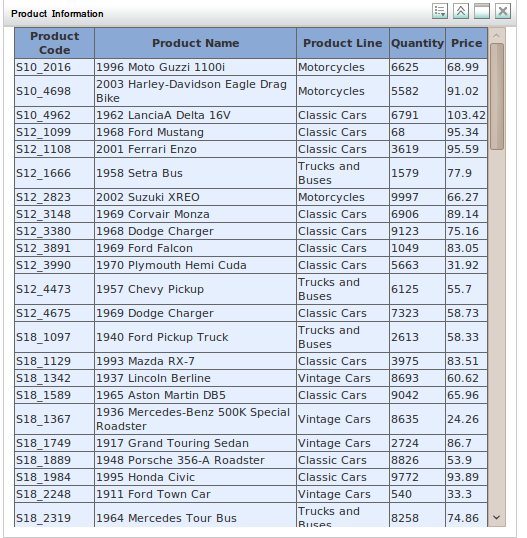 Product Information
Product Code Product Name Product Line Quantity Price
S10_2016 1996 Moto Guzzi 1100i Motorcycles 6625 68.99
S10_4698 2003 Harley-Davidson Eagle Drag Bike Motorcycles 5582 91.02
S10_4962 1962 LanciaA Delta 16V Classic Cars 6791 103.42
S12_1099 1968 Ford Mustang Classic Cars 68 95.34
S12_1108 2001 Ferrari Enzo Classic Cars 3619 95.59
S12_1666 1958 Setra Bus Trucks and Buses 1579 77.9
S12_2823 2002 Suzuki XREO Motorcycles 9997 66.27
S12_3148 1969 Corvair Monza Classic Cars 6906 89.14
S12_3380 1968 Dodge Charger Classic Cars 9123 75.16
S12_3891 1969 Ford Falcon Classic Cars 1049 83.05
S12_3990 1970 Plymouth Hemi Cuda Classic Cars 5663 31.92
S12_4473 1957 Chevy Pickup Trucks and Buses 6125 55.7
S12_4675 1969 Dodge Charger Classic Cars 7323 58.73
S18_1097 1940 Ford Pickup Truck Trucks and Buses 2613 58.33
S18_1129 1993 Mazda RX-7 Classic Cars 3975 83.51
S18_1342 1937 Lincoln Berline Vintage Cars 8693 60.62
S18_1589 1965 Aston Martin DB5 Classic Cars 9042 65.96
S18_1367 1936 Mercedes-Benz 500K Special Roadster Vintage Cars 8635 24.26
S18_1749 1917 Grand Touring Sedan Vintage Cars 2724 86.7
S18_1889 1948 Porsche 356-A Roadster Classic Cars 8826 53.9
S18_1984 1995 Honda Civic Classic Cars 9772 93.89
S18_2248 1911 Ford Town Car Vintage Cars 540 33.3
S18_2319 1964 Mercedes Tour Bus Trucks and Buses 8258 74.86